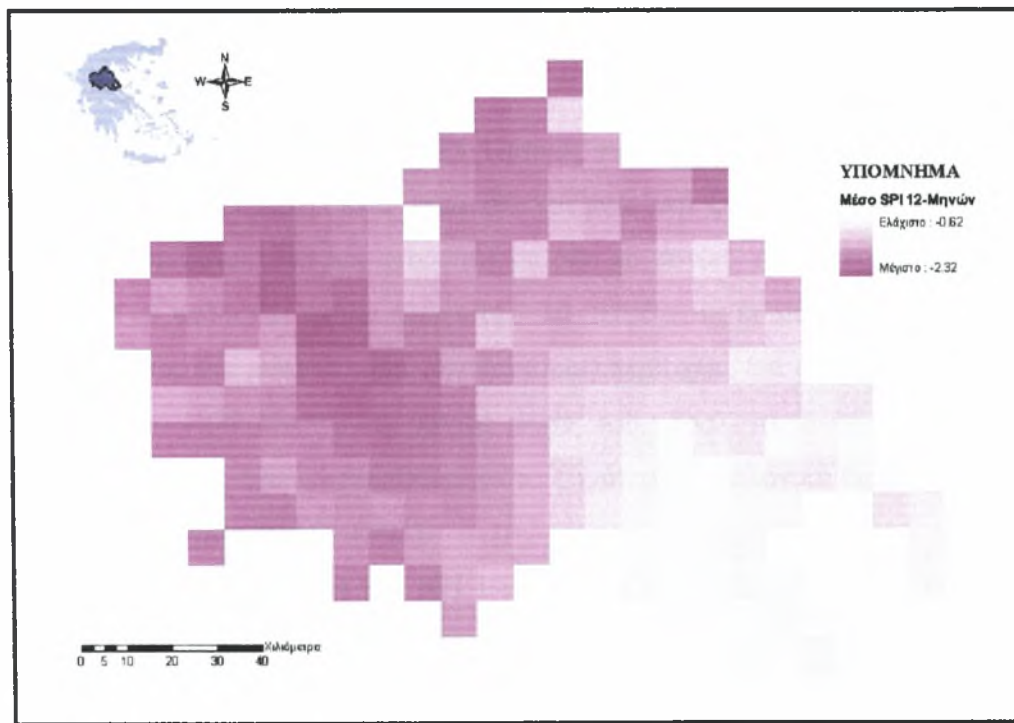 N
W E
S
ΥΠΟΜΝΗΜΑ
Μέσο SPI 12-Μηνών
Ελάχιστο : -0.62
Μέγιστο : -2.32
Χιλιόμετρα
0 5 10 20 30 40